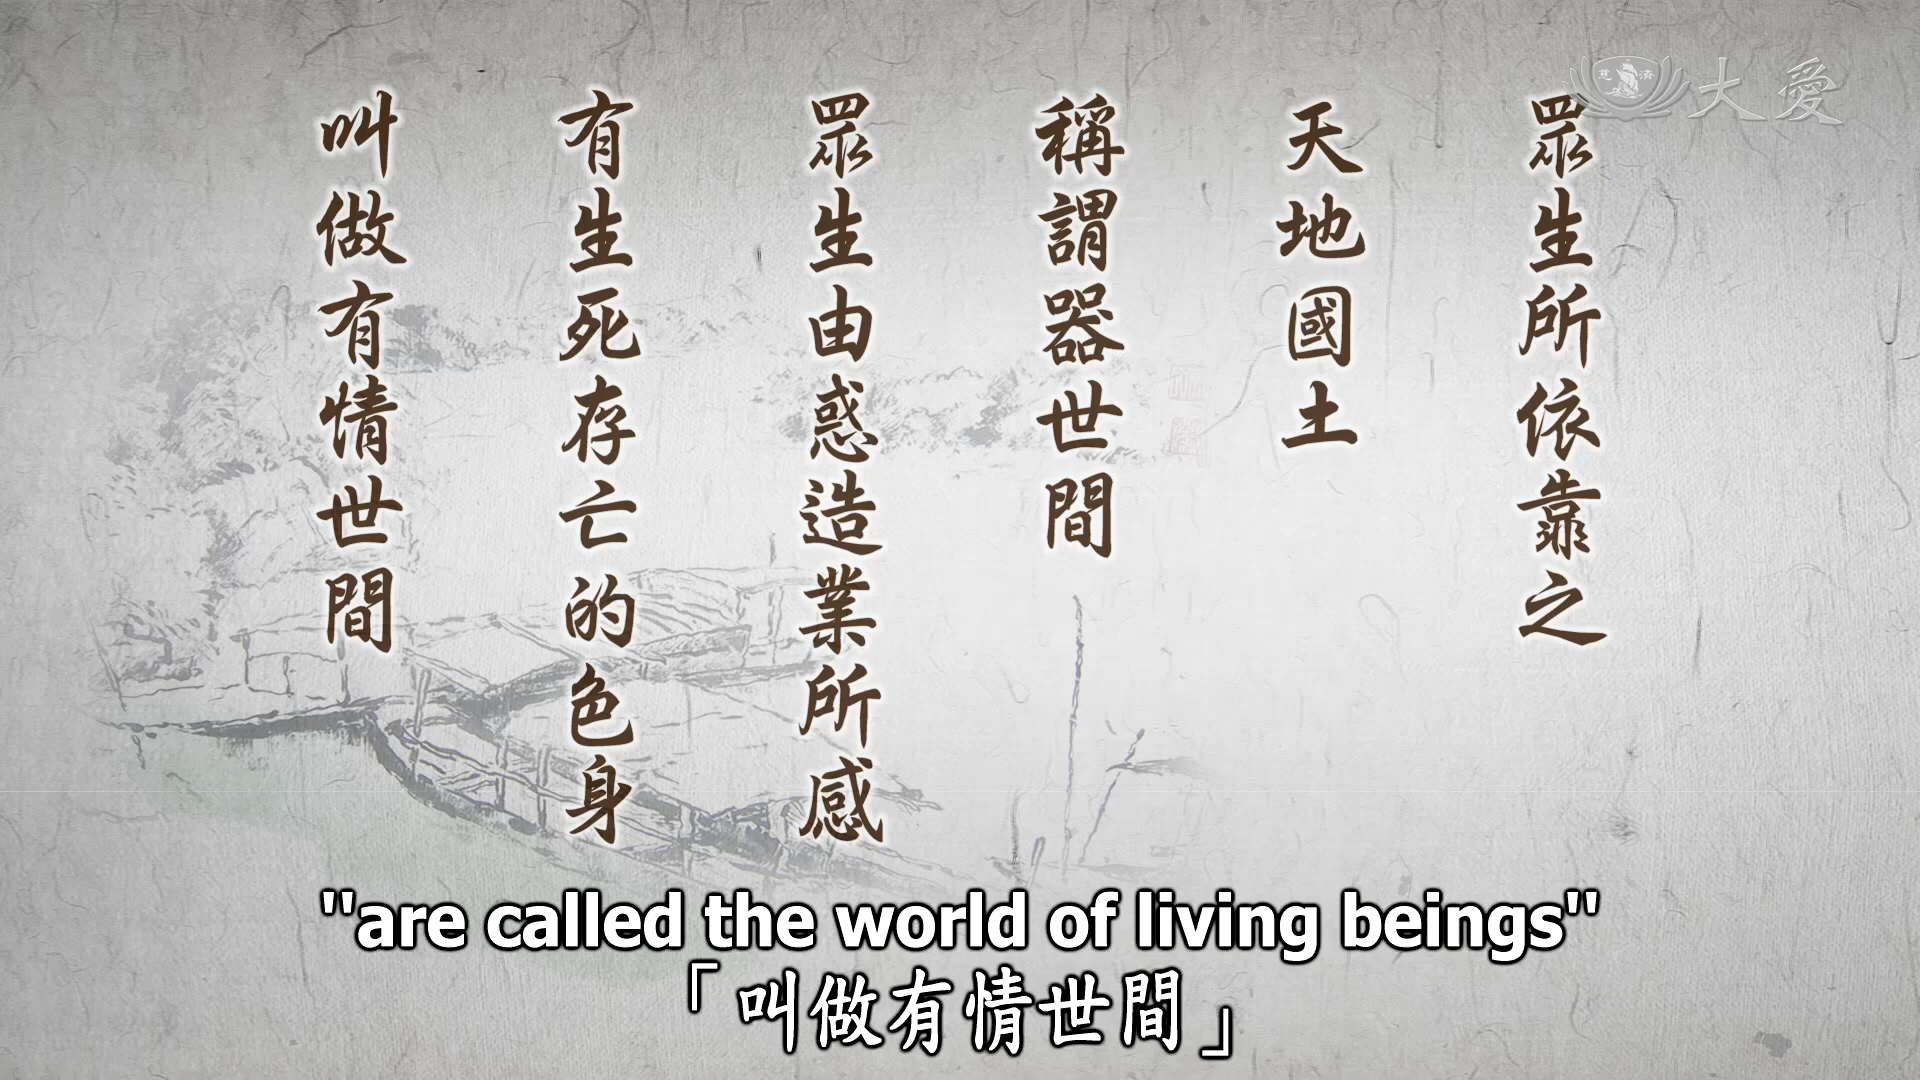 大愛
慈濟
眾生所依靠之
天地國土
稱謂器世間
眾生由惑造業所感
有生死存亡的色身
叫做有情世間
"are called the world of living beings"
「叫做有情世間」